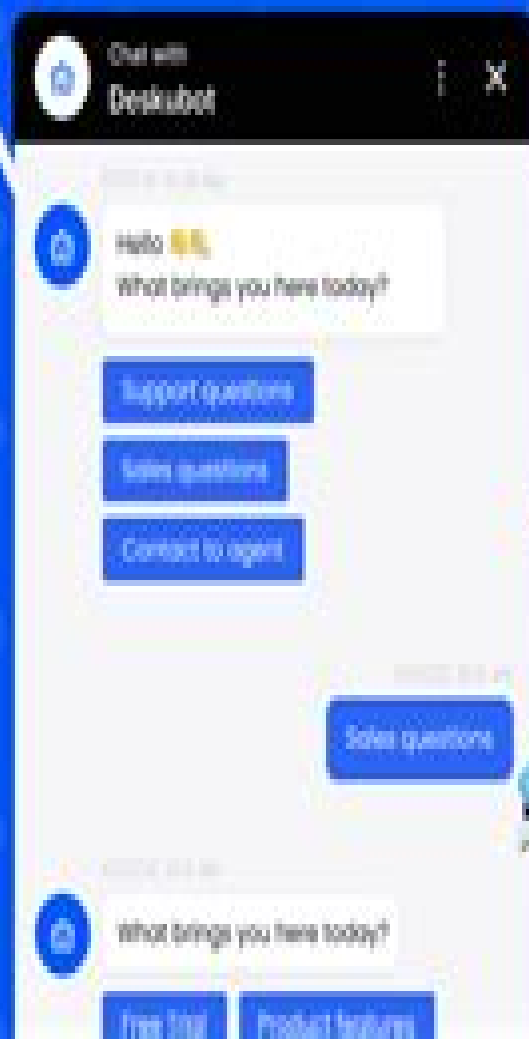 Chat with
Deskubot
Hello 👋
What brings you here today?
Support questions
Sales questions
Contact to agent
Sales questions
What brings you here today?
Free Trial
Product features